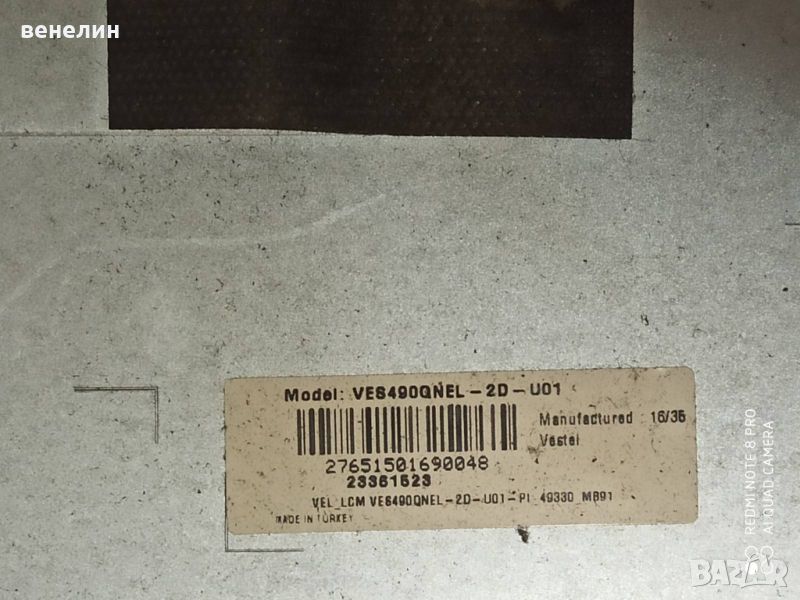 венелин
Model: VES490QNEL-2D-U01
Manufactured : 16/35
Vestel
27651501690048
23361523
VEL_LCM VES490QNEL-2D-U01-PI 49330 MB91
MADE IN TURKEY
REDMI NOTE 8 PRO
AI QUAD CAMERA
BAZAR